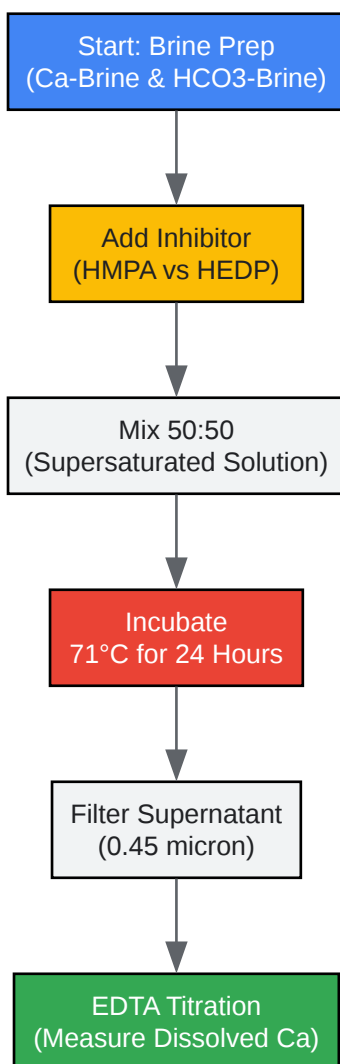 Start: Brine Prep
(Ca-Brine & HCO3-Brine)
Add Inhibitor
(HMPA vs HEDP)
Mix 50:50
(Supersaturated Solution)
Incubate
71°C for 24 Hours
Filter Supernatant
(0.45 micron)
EDTA Titration
(Measure Dissolved Ca)